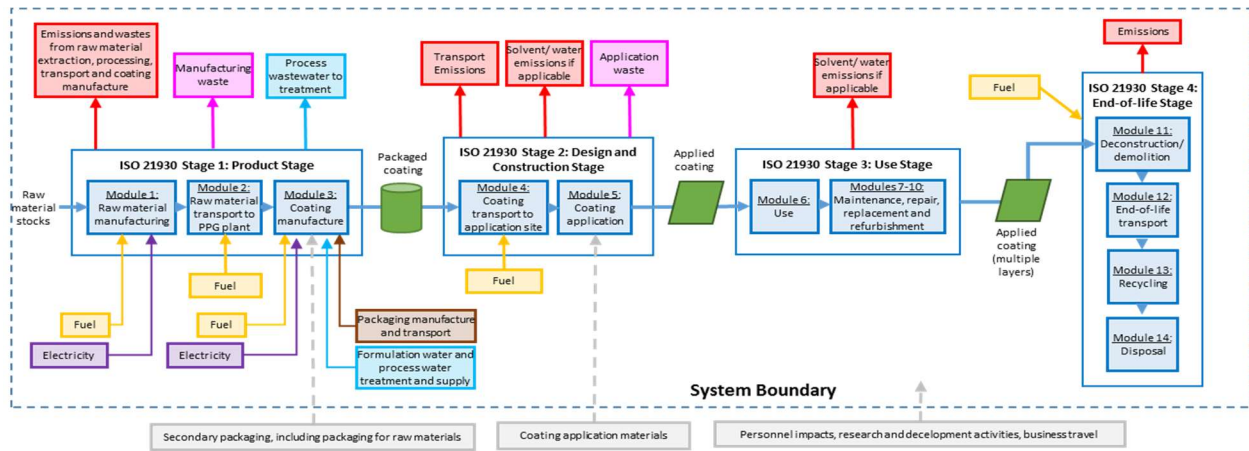 Emissions and wastes
from raw material
extraction, processing,
transport and coating
manufacture
Manufacturing
waste
Process
wastewater to
treatment
Transport
Emissions
Solvent/ water
emissions if
applicable
Application
waste
Solvent/ water
emissions if
applicable
Emissions
Fuel
ISO 21930 Stage 1: Product Stage
Raw
material
stocks
Module 1:
Raw material
manufacturing
Module 2:
Raw material
transport to
PPG plant
Module 3:
Coating
manufacture
Fuel
Electricity
Fuel
Fuel
Electricity
Packaging manufacture
and transport
Formulation water and
process water
treatment and supply
Packaged
coating
ISO 21930 Stage 2: Design and
Construction Stage
Module 4:
Coating
transport to
application site
Module 5:
Coating
application
Fuel
Applied
coating
ISO 21930 Stage 3: Use Stage
Module 6:
Use
Modules 7-10:
Maintenance, repair,
replacement and
refurbishment
Applied
coating
(multiple
layers)
ISO 21930 Stage 4:
End-of-life Stage
Module 11:
Deconstruction/
demolition
Module 12:
End-of-life
transport
Module 13:
Recycling
Module 14:
Disposal
System Boundary
Secondary packaging, including packaging for raw materials
Coating application materials
Personnel impacts, research and decelopment activities, business travel